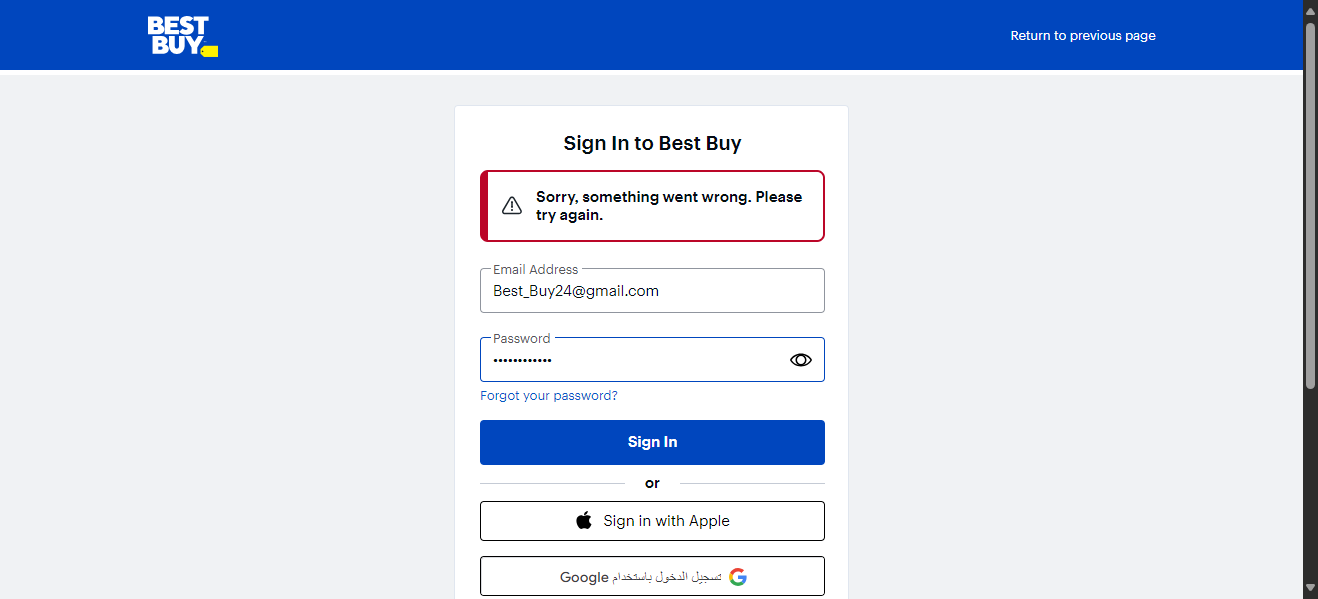 BEST
BUY
Return to previous page
Sign In to Best Buy
Sorry, something went wrong. Please
try again.
Email Address
Best_Buy24@gmail.com
Password
••••••••••••
Forgot your password?
Sign In
or
Sign in with Apple
تسجيل الدخول باستخدام Google